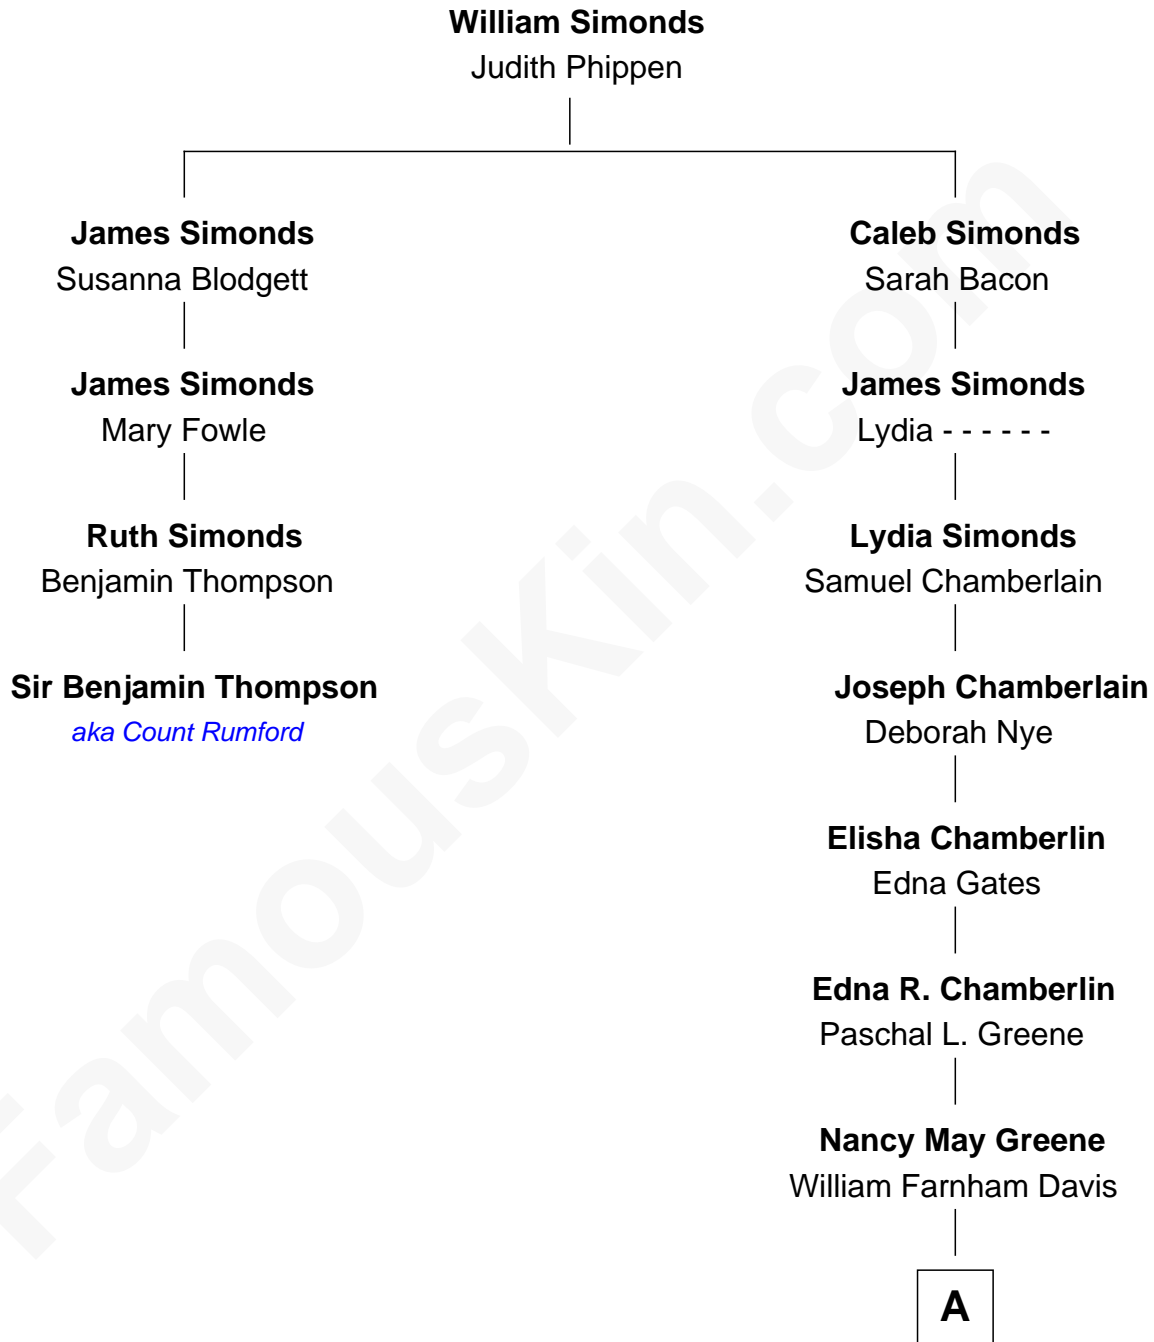 William Simonds
Judith Phippen
James Simonds
Susanna Blodgett
James Simonds
Mary Fowle
Ruth Simonds
Benjamin Thompson
Sir Benjamin Thompson
aka Count Rumford
Caleb Simonds
Sarah Bacon
James Simonds
Lydia - - - - - -
Lydia Simonds
Samuel Chamberlain
Joseph Chamberlain
Deborah Nye
Elisha Chamberlin
Edna Gates
Edna R. Chamberlin
Paschal L. Greene
Nancy May Greene
William Farnham Davis
A
FamousKin.com